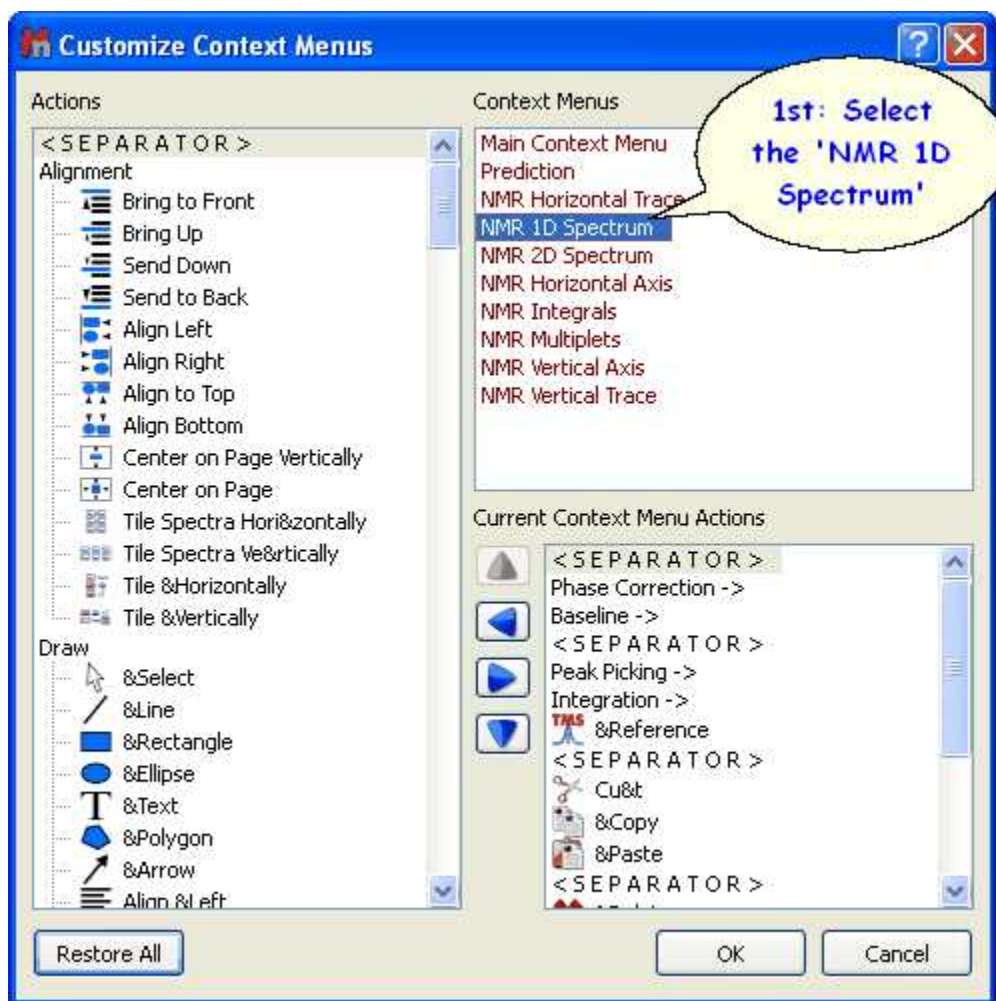 Customize Context Menus
Actions
<SEPARATOR>
Alignment
Bring to Front
Bring Up
Send Down
Send to Back
Align Left
Align Right
Align to Top
Align Bottom
Center on Page Vertically
Center on Page
Tile Spectra Hori&zontally
Tile Spectra Ve&rtically
Tile &Horizontally
Tile &Vertically
Draw
&Select
&Line
&Rectangle
&Ellipse
&Text
&Polygon
&Arrow
Align &Left
Context Menus
Main Context Menu
Prediction
NMR Horizontal Trace
NMR 1D Spectrum
NMR 2D Spectrum
NMR Horizontal Axis
NMR Integrals
NMR Multiplets
NMR Vertical Axis
NMR Vertical Trace
1st: Select
the 'NMR 1D
Spectrum'
Current Context Menu Actions
<SEPARATOR>
Phase Correction ->
Baseline ->
<SEPARATOR>
Peak Picking ->
Integration ->
TMS &Reference
<SEPARATOR>
Cu&t
&Copy
&Paste
<SEPARATOR>
Restore All
OK
Cancel